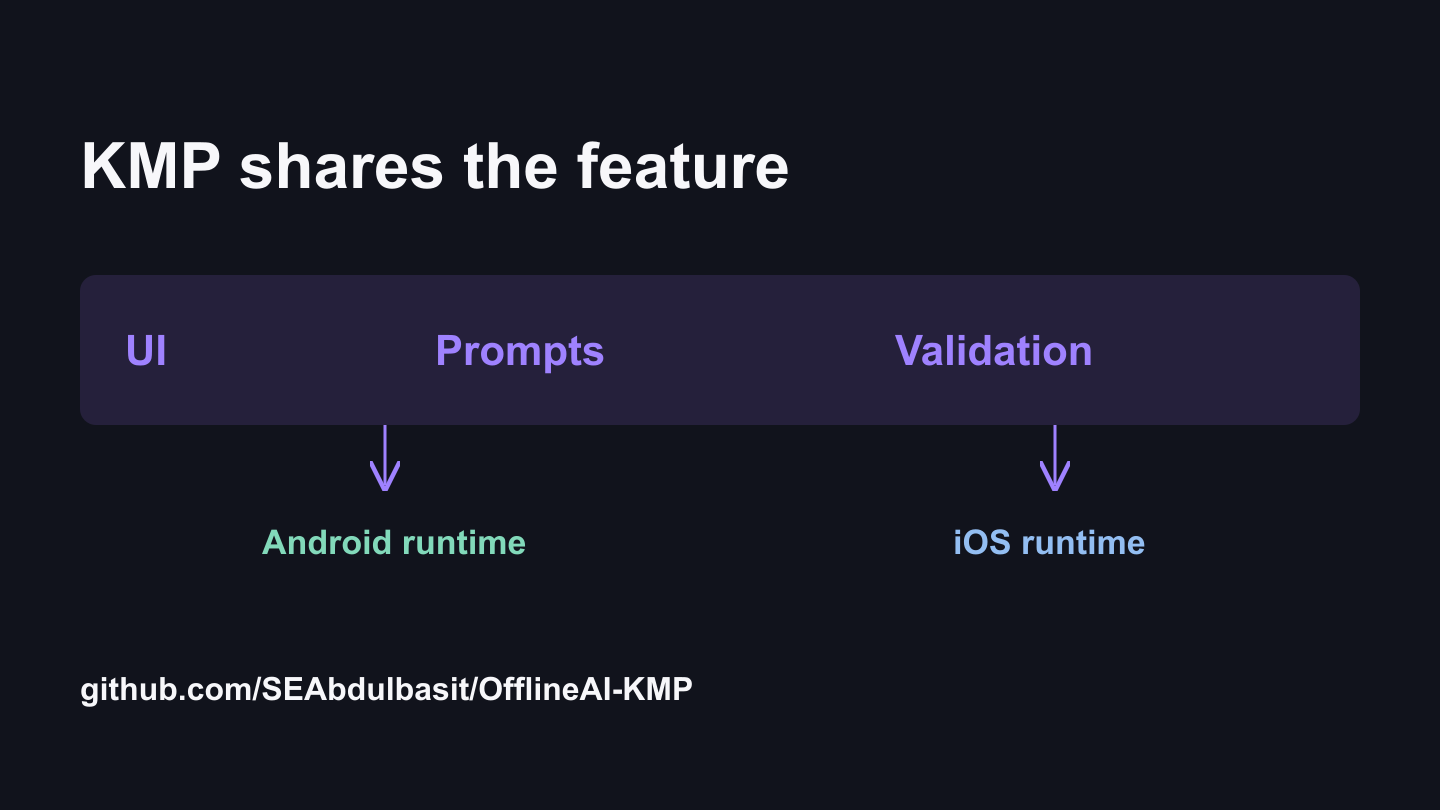 KMP shares the feature
UI Prompts Validation
Android runtime iOS runtime
github.com/SEAbdulbasit/OfflineAI-KMP